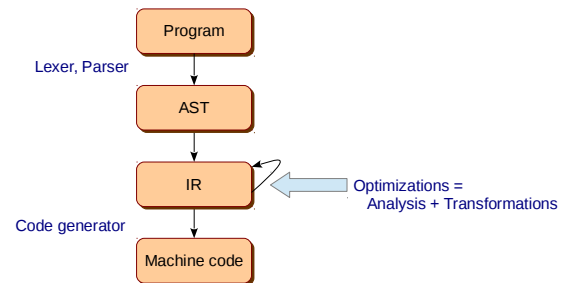 Program
Lexer, Parser
AST
IR
Optimizations =
Analysis + Transformations
Code generator
Machine code